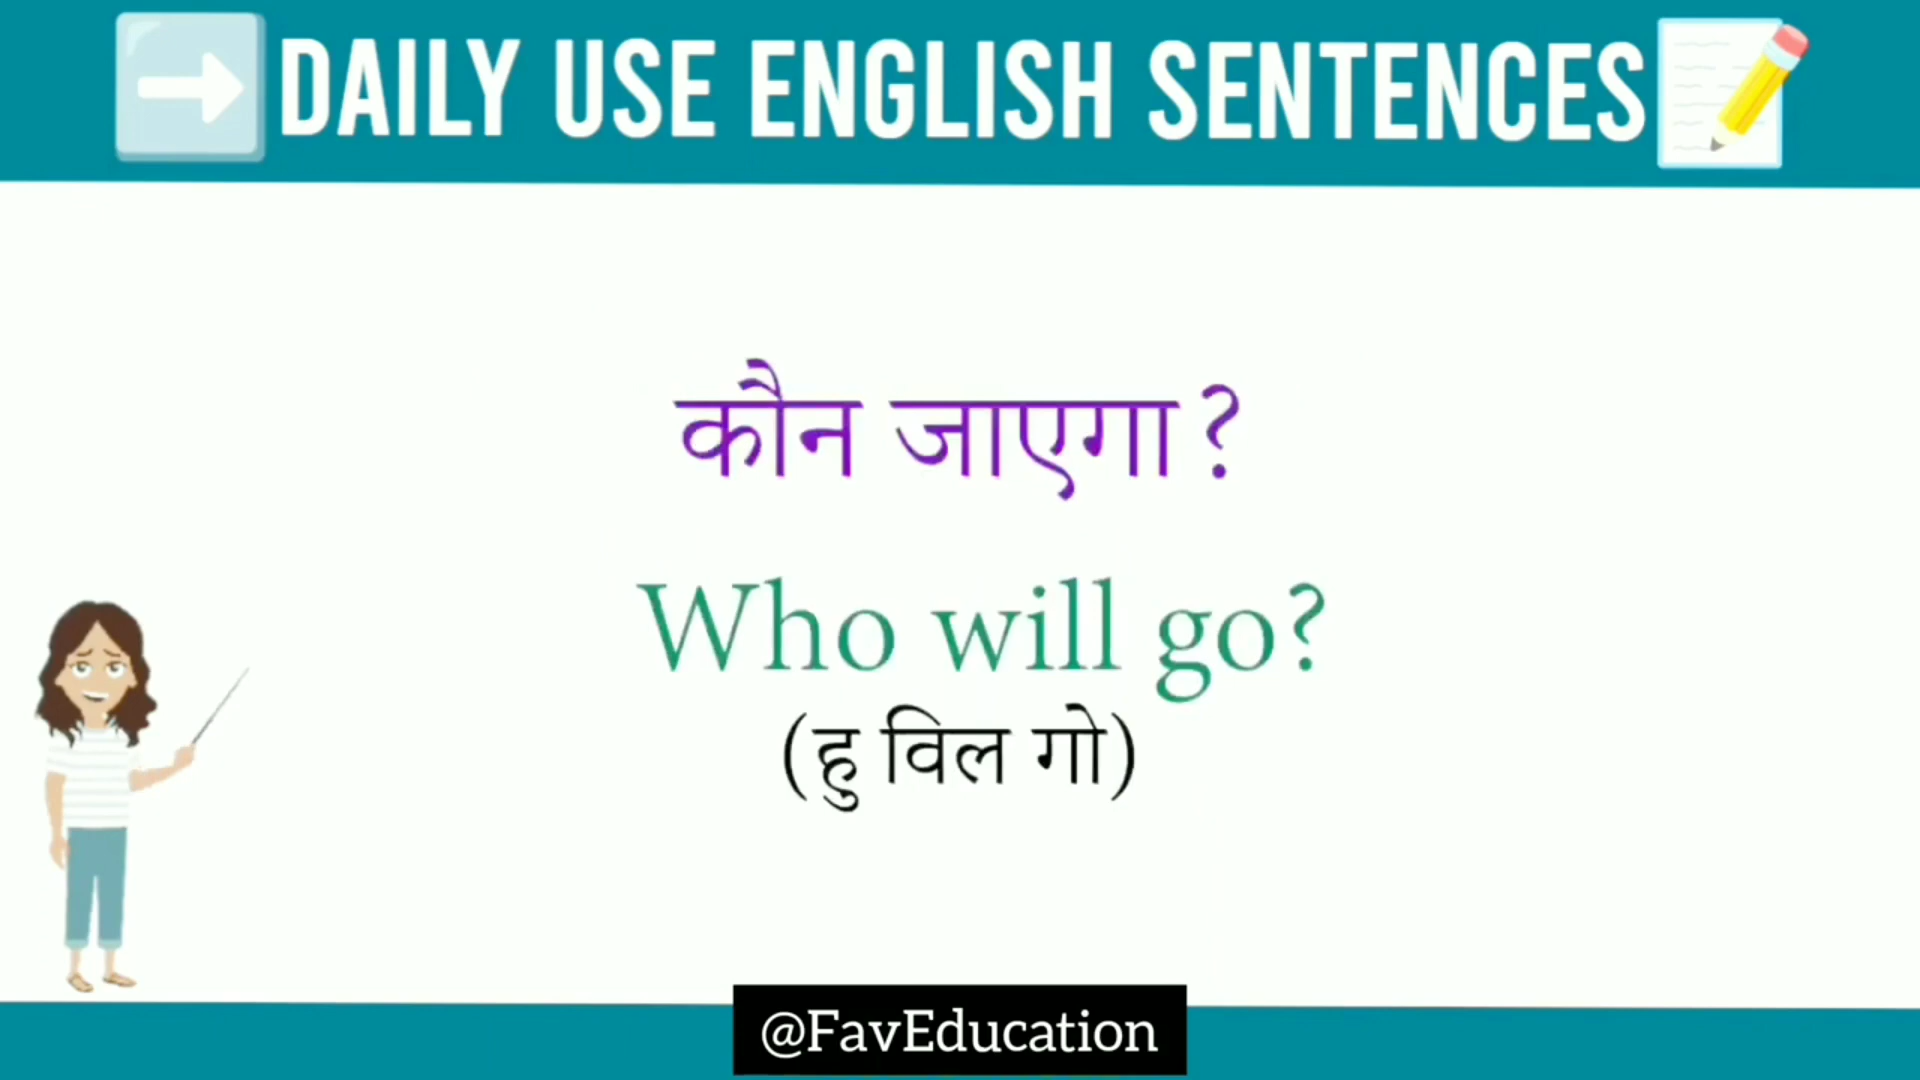 DAILY USE ENGLISH SENTENCES
कौन जाएगा?
Who will go?
(हु विल गो)
@FavEducation